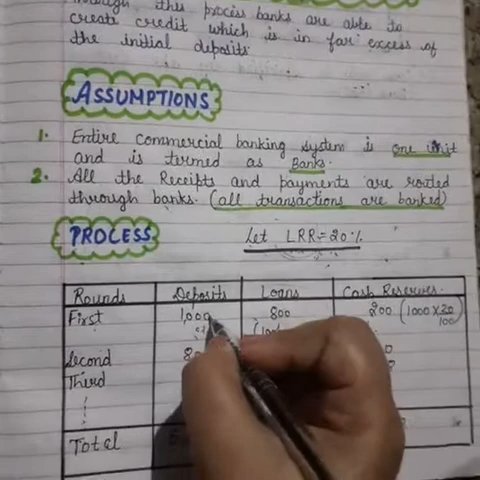 this process banks are able to
create credit which is in far excess of
the initial deposits.
ASSUMPTIONS
1. Entire commercial banking system is one unit
and is termed as Banks.
2. All the Receipts and payments are routed
through banks. (all transactions are banked)
PROCESS Let LRR=20%
Rounds Deposits Loans Cash Reserves
First 1,000 800 200 (1000×20/100
Second
Third
Total